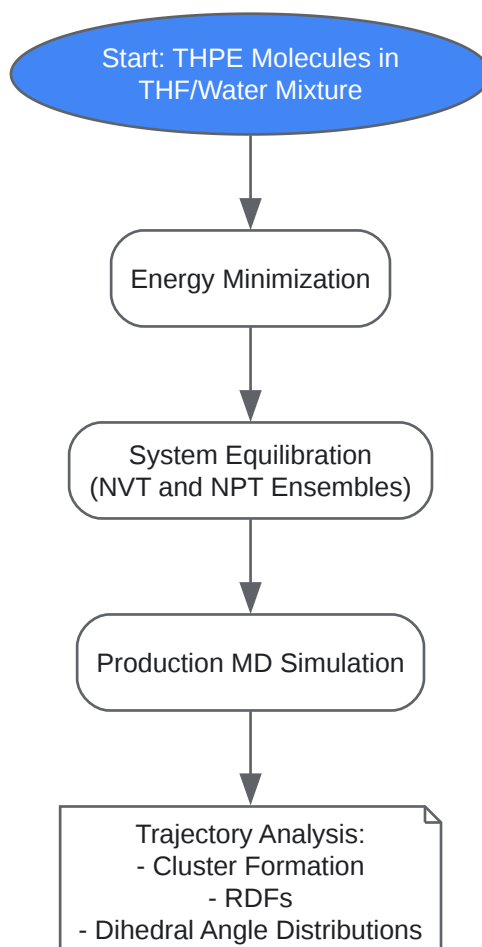 Start: THPE Molecules in
THF/Water Mixture
Energy Minimization
System Equilibration
(NVT and NPT Ensembles)
Production MD Simulation
Trajectory Analysis:
- Cluster Formation
- RDFs
- Dihedral Angle Distributions